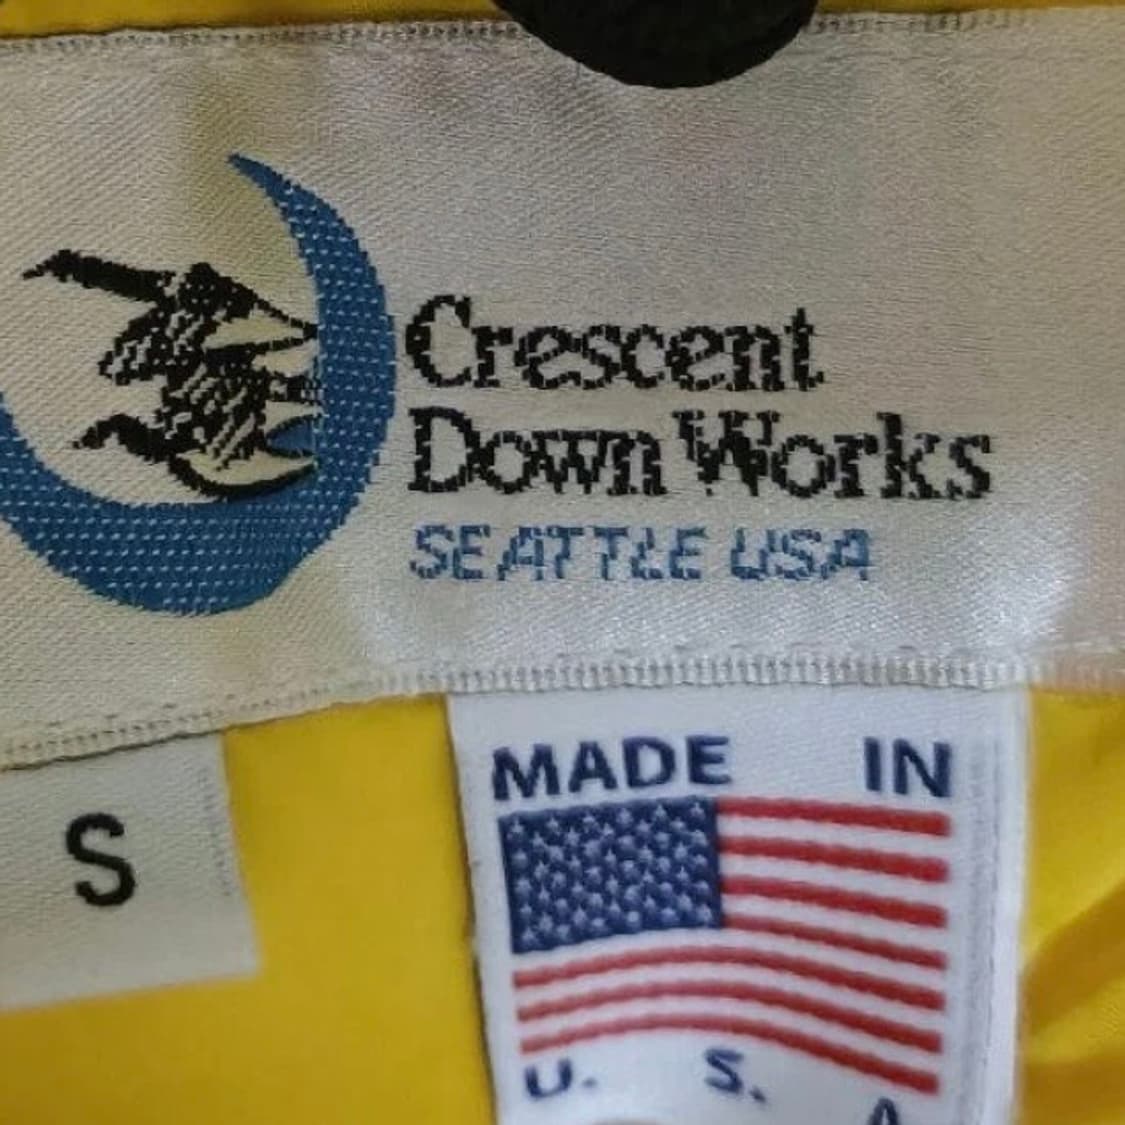 Crescent
Down Works
SEATTLE USA
S
MADE IN
U. S. A